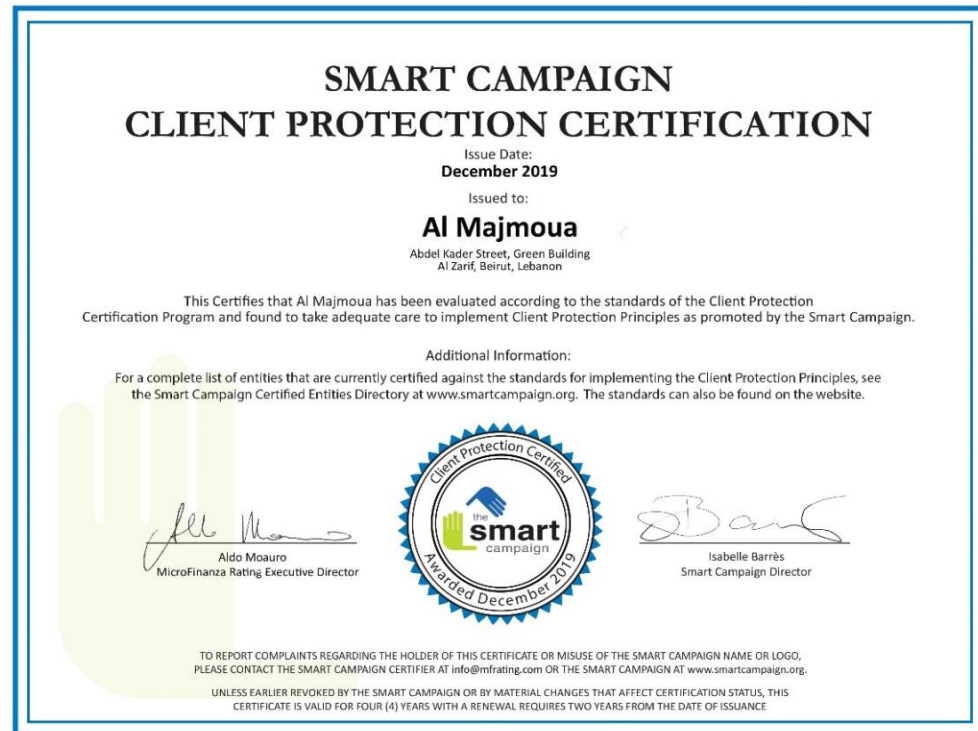 SMART CAMPAIGN
CLIENT PROTECTION CERTIFICATION
Issue Date:
December 2019
Issued to:
Al Majmoua
Abdel Kader Street, Green Building
Al Zarif, Beirut, Lebanon
This Certifies that Al Majmoua has been evaluated according to the standards of the Client Protection
Certification Program and found to take adequate care to implement Client Protection Principles as promoted by the Smart Campaign.
Additional Information:
For a complete list of entities that are currently certified against the standards for implementing the Client Protection Principles, see
the Smart Campaign Certified Entities Directory at www.smartcampaign.org. The standards can also be found on the website.
Client Protection Certified
the
smart
campaign
Awarded December 2019
Aldo Moauro
MicroFinanza Rating Executive Director
Isabelle Barrès
Smart Campaign Director
TO REPORT COMPLAINTS REGARDING THE HOLDER OF THIS CERTIFICATE OR MISUSE OF THE SMART CAMPAIGN NAME OR LOGO,
PLEASE CONTACT THE SMART CAMPAIGN CERTIFIER AT info@mfrating.com OR THE SMART CAMPAIGN AT www.smartcampaign.org.
UNLESS EARLIER REVOKED BY THE SMART CAMPAIGN OR BY MATERIAL CHANGES THAT AFFECT CERTIFICATION STATUS, THIS
CERTIFICATE IS VALID FOR FOUR (4) YEARS WITH A RENEWAL REQUIRES TWO YEARS FROM THE DATE OF ISSUANCE